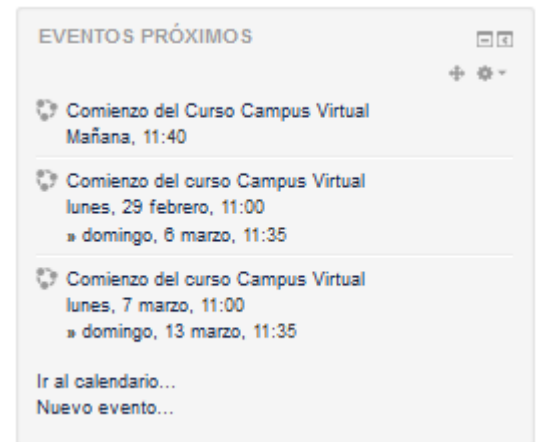 EVENTOS PRÓXIMOS
Comienzo del Curso Campus Virtual
Mañana, 11:40
Comienzo del curso Campus Virtual
lunes, 29 febrero, 11:00
» domingo, 6 marzo, 11:35
Comienzo del curso Campus Virtual
lunes, 7 marzo, 11:00
» domingo, 13 marzo, 11:35
Ir al calendario...
Nuevo evento...